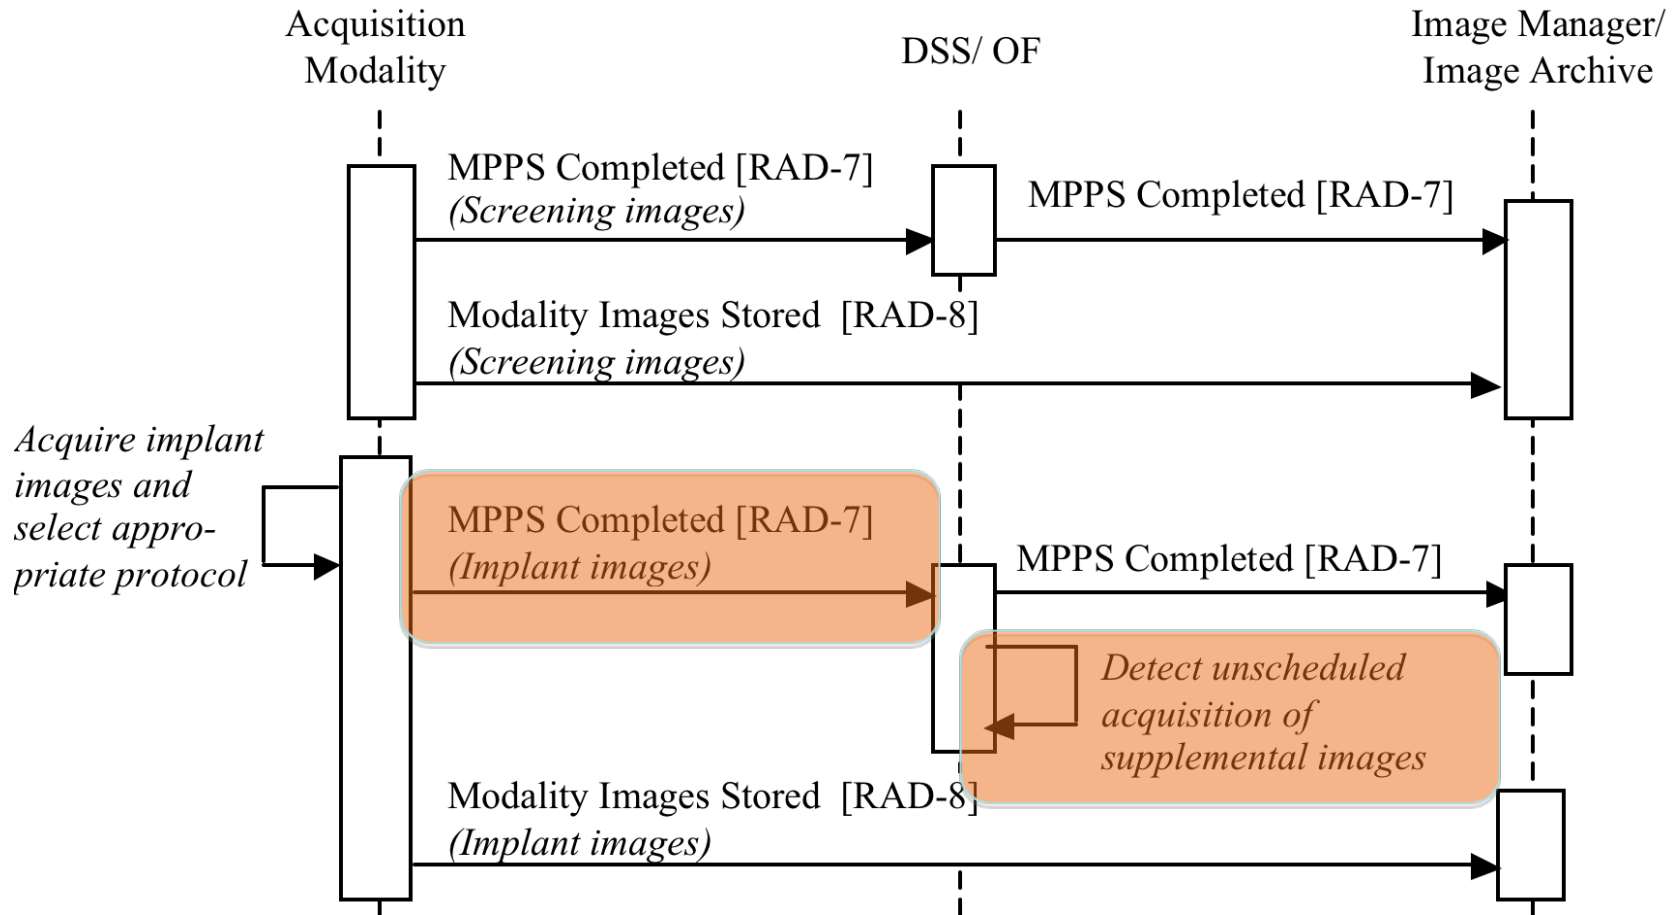 Acquisition
Modality
DSS/ OF
Image Manager/
Image Archive
MPPS Completed [RAD-7]
(Screening images)
MPPS Completed [RAD-7]
Modality Images Stored [RAD-8]
(Screening images)
Acquire implant
images and
select appro-
priate protocol
MPPS Completed [RAD-7]
(Implant images)
MPPS Completed [RAD-7]
Detect unscheduled
acquisition of
supplemental images
Modality Images Stored [RAD-8]
(Implant images)